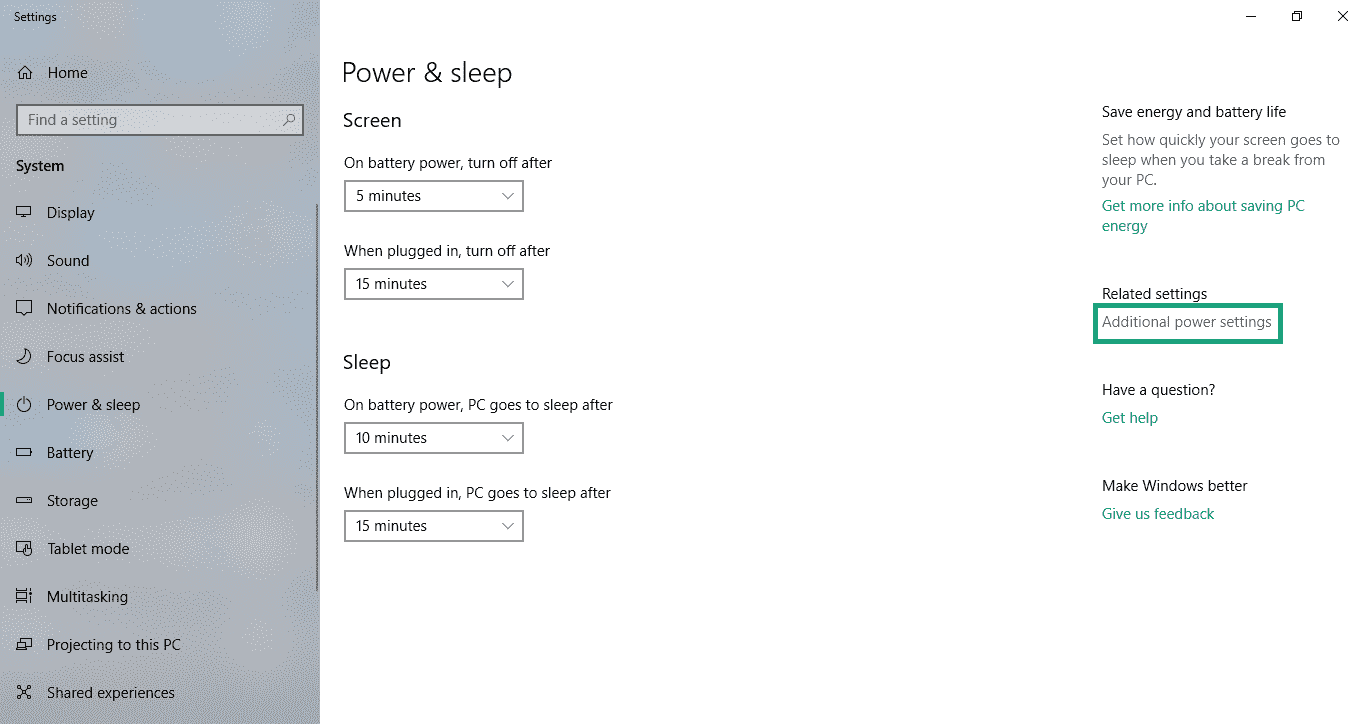 Settings
Home
Find a setting
System
Display
Sound
Notifications & actions
Focus assist
Power & sleep
Battery
Storage
Tablet mode
Multitasking
Projecting to this PC
Shared experiences
Power & sleep
Screen
On battery power, turn off after
5 minutes
When plugged in, turn off after
15 minutes
Sleep
On battery power, PC goes to sleep after
10 minutes
When plugged in, PC goes to sleep after
15 minutes
Save energy and battery life
Set how quickly your screen goes to
sleep when you take a break from
your PC.
Get more info about saving PC
energy
Related settings
Additional power settings
Have a question?
Get help
Make Windows better
Give us feedback